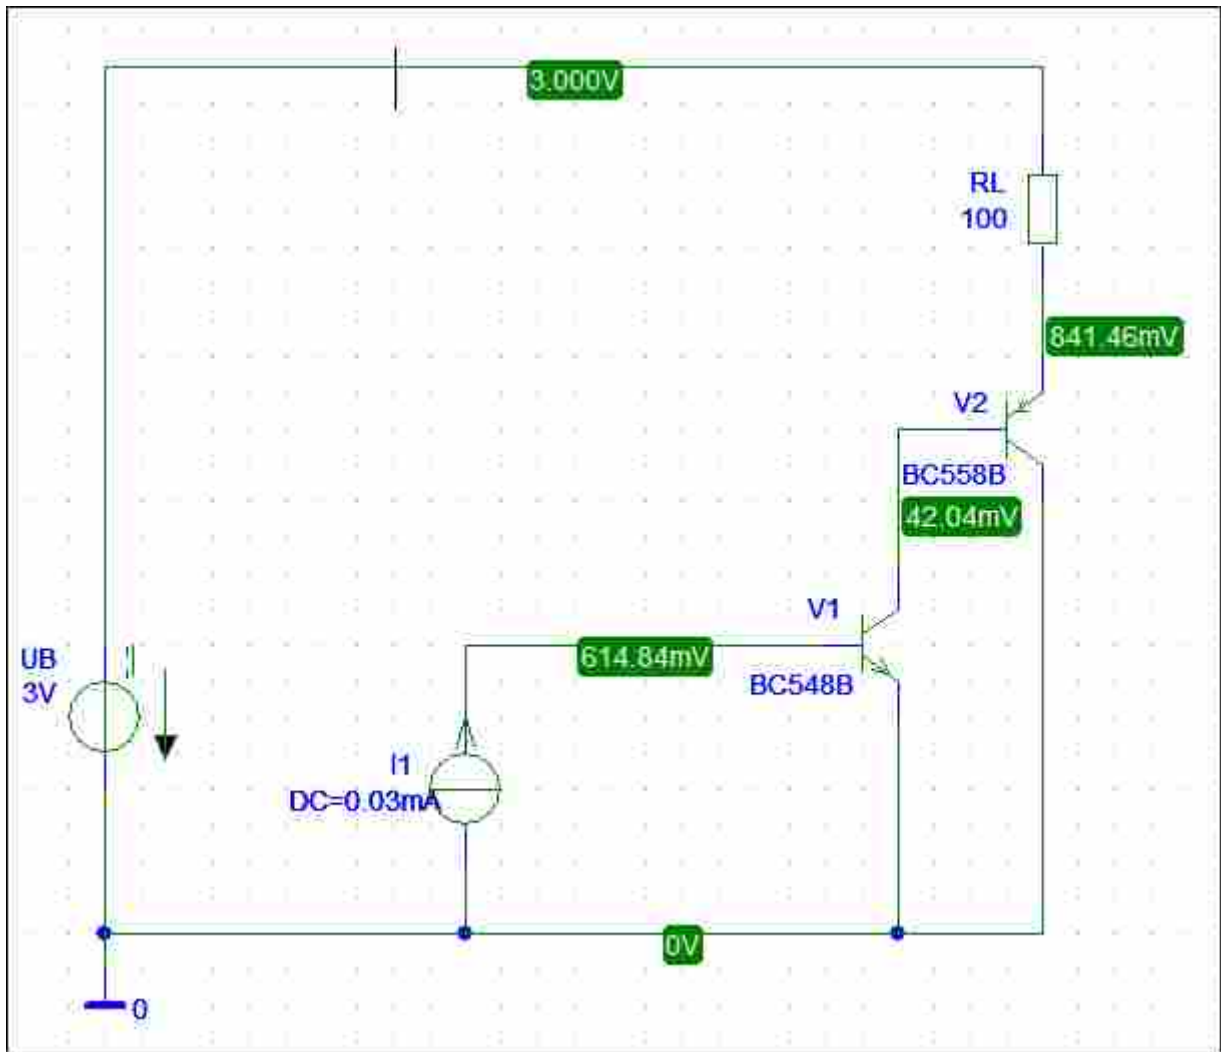 3.000V
RL
100
841.46mV
V2
BC558B
42.04mV
V1
UB
3V
614.84mV
BC548B
I1
DC=0.03mA
0V
0